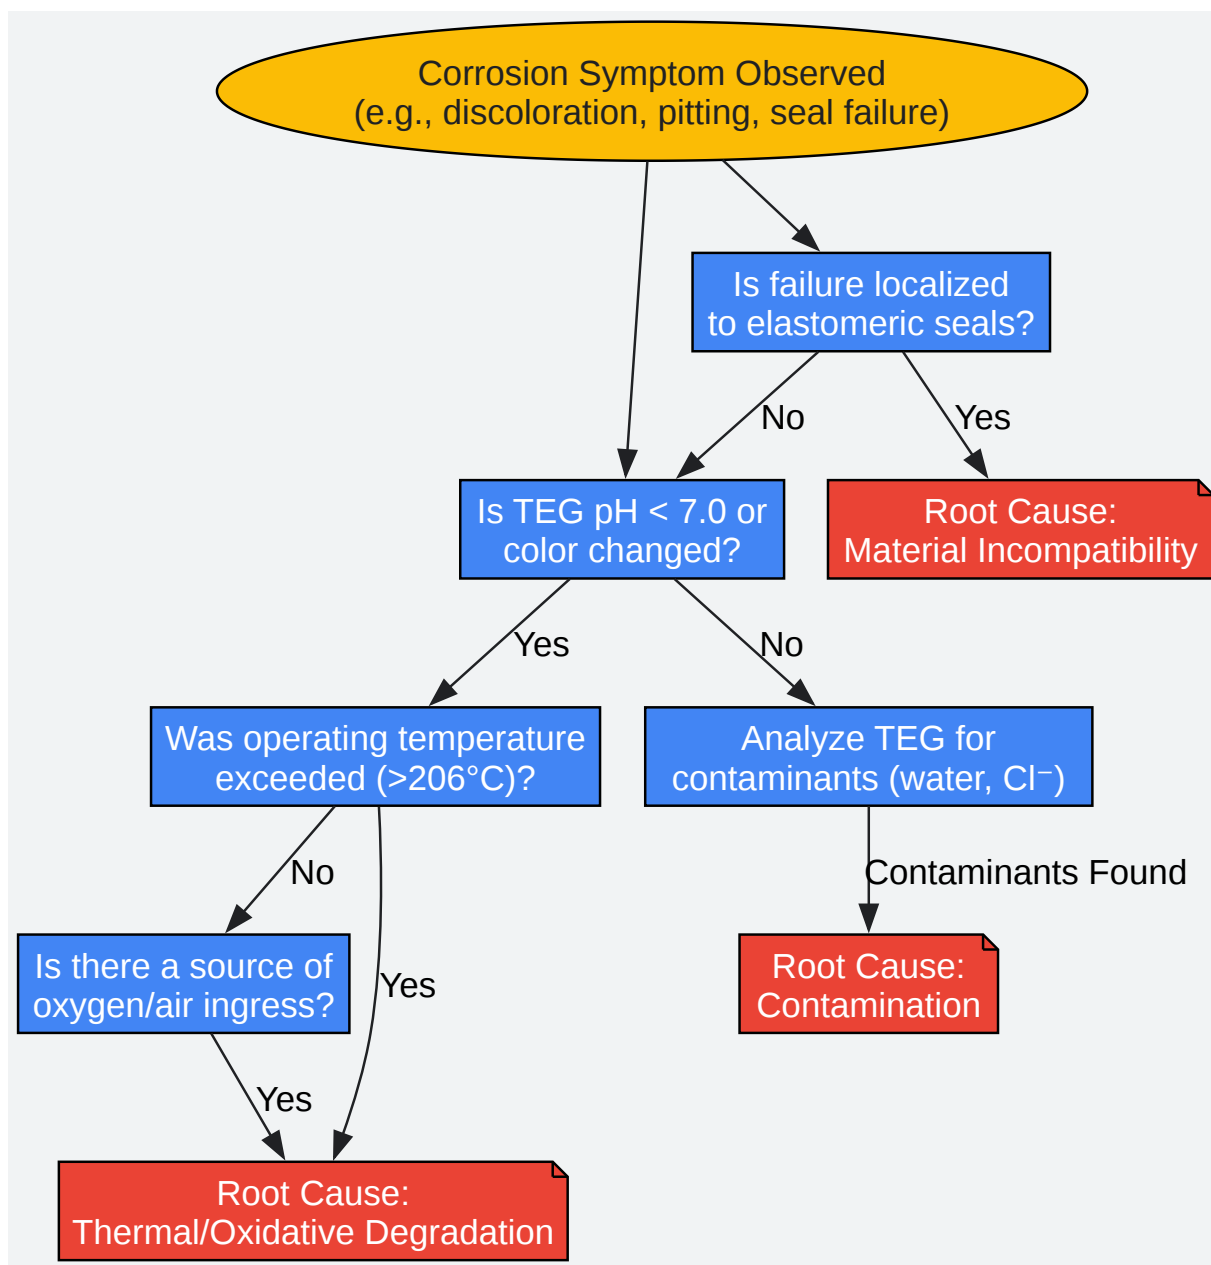 Corrosion Symptom Observed
(e.g., discoloration, pitting, seal failure)
Is failure localized
to elastomeric seals?
No
Yes
Is TEG pH < 7.0 or
color changed?
Root Cause:
Material Incompatibility
Yes
No
Was operating temperature
exceeded (>206°C)?
Analyze TEG for
contaminants (water, Cl⁻)
No
Contaminants Found
Is there a source of
oxygen/air ingress?
Yes
Root Cause:
Contamination
Yes
Root Cause:
Thermal/Oxidative Degradation